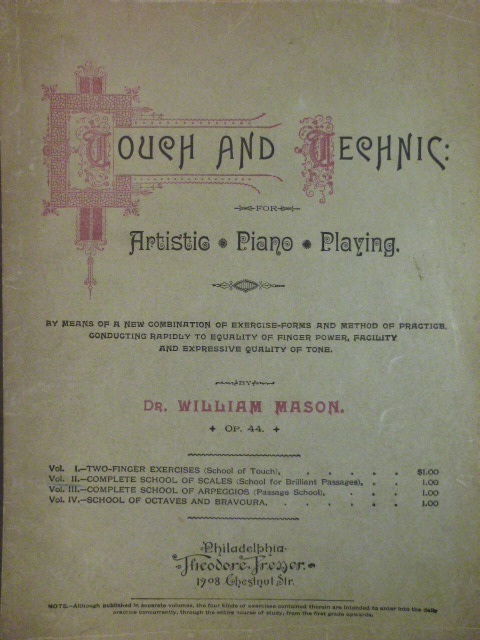 TOUCH AND TECHNIC:
FOR
Artistic • Piano • Playing.
BY MEANS OF A NEW COMBINATION OF EXERCISE-FORMS AND METHOD OF PRACTICE,
CONDUCTING RAPIDLY TO EQUALITY OF FINGER POWER, FACILITY
AND EXPRESSIVE QUALITY OF TONE.
BY
DR. WILLIAM MASON.
+ OP. 44. +
Vol. I.—TWO-FINGER EXERCISES (School of Touch), . . . . . $1.00
Vol. II.—COMPLETE SCHOOL OF SCALES (School for Brilliant Passages), . . 1.00
Vol. III.—COMPLETE SCHOOL OF ARPEGGIOS (Passage School), . . . 1.00
Vol. IV.—SCHOOL OF OCTAVES AND BRAVOURA, . . . . . . 1.00
Philadelphia
Theodore Presser.
1908 Chestnut Str.
NOTE.—Although published in separate volumes, the four kinds of exercises contained therein are intended to enter into the daily
practice concurrently, through the entire course of study, from the first grade upwards.